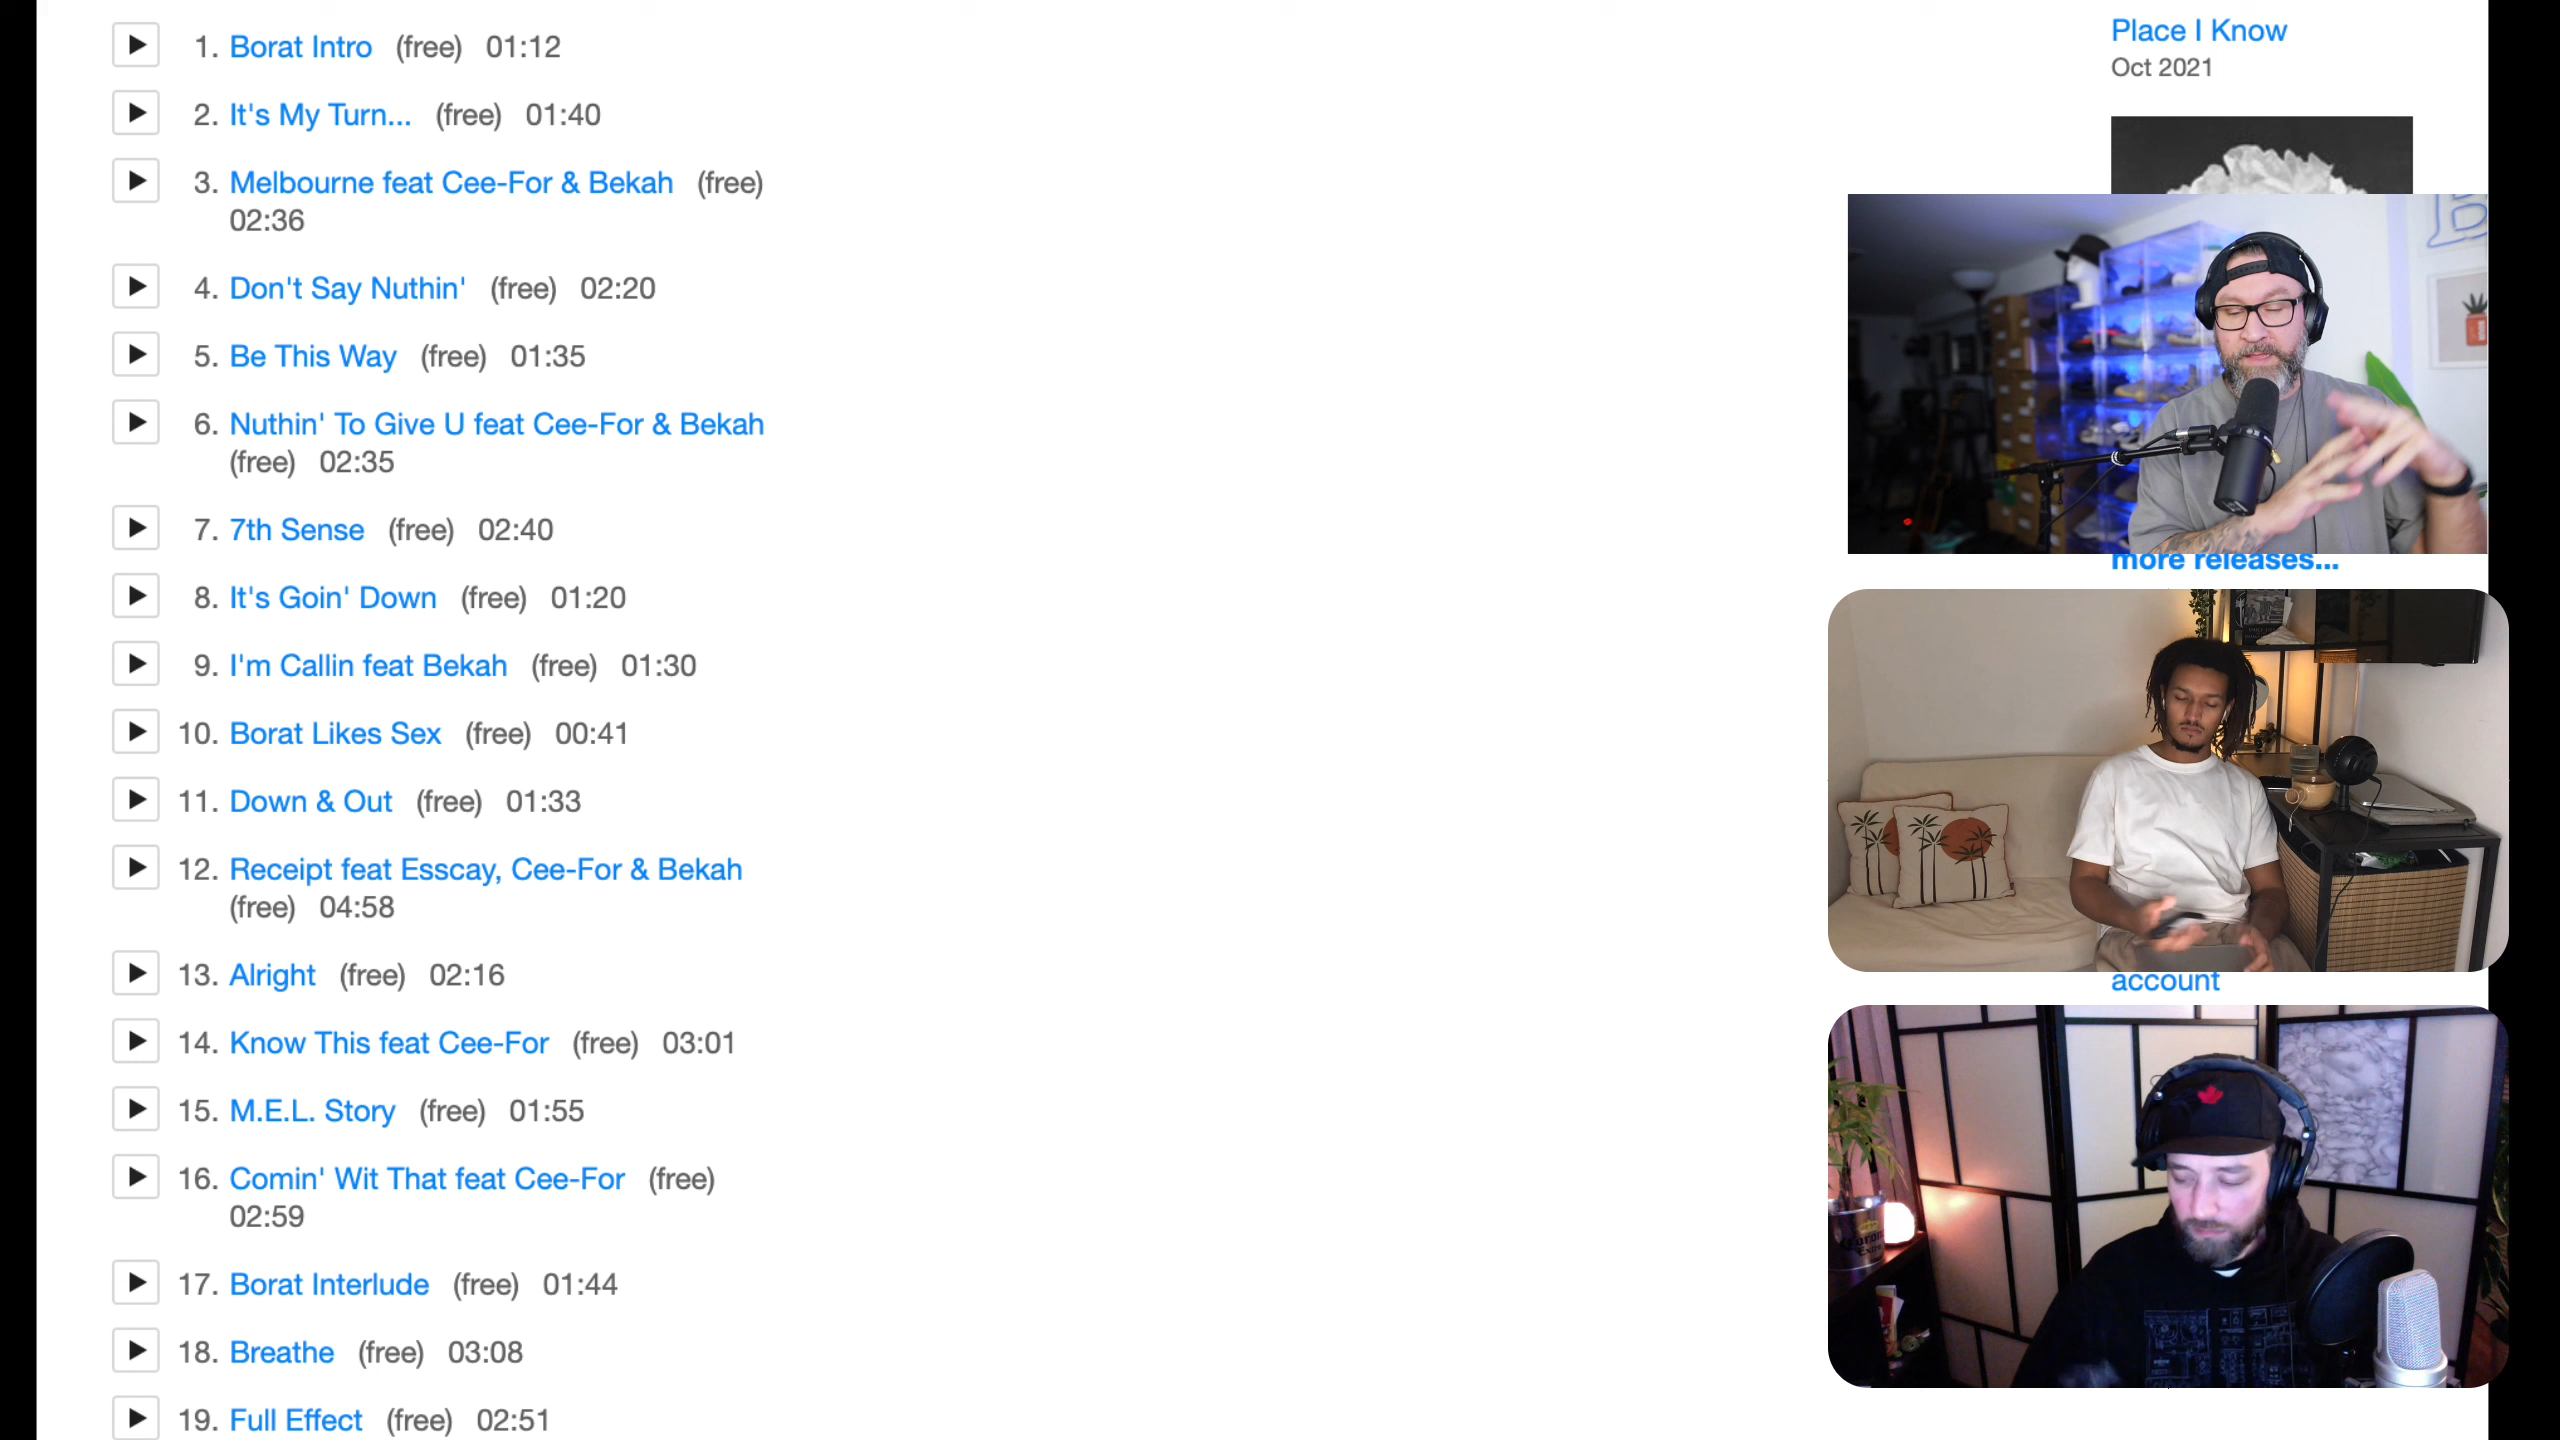 1. Borat Intro (free) 01:12
2. It's My Turn... (free) 01:40
3. Melbourne feat Cee-For & Bekah (free)
02:36
4. Don't Say Nuthin' (free) 02:20
5. Be This Way (free) 01:35
6. Nuthin' To Give U feat Cee-For & Bekah
(free) 02:35
7. 7th Sense (free) 02:40
8. It's Goin' Down (free) 01:20
9. I'm Callin feat Bekah (free) 01:30
10. Borat Likes Sex (free) 00:41
11. Down & Out (free) 01:33
12. Receipt feat Esscay, Cee-For & Bekah
(free) 04:58
13. Alright (free) 02:16
14. Know This feat Cee-For (free) 03:01
15. M.E.L. Story (free) 01:55
16. Comin' Wit That feat Cee-For (free)
02:59
17. Borat Interlude (free) 01:44
18. Breathe (free) 03:08
19. Full Effect (free) 02:51
Place I Know
Oct 2021
more releases...
account
Corona
Extra